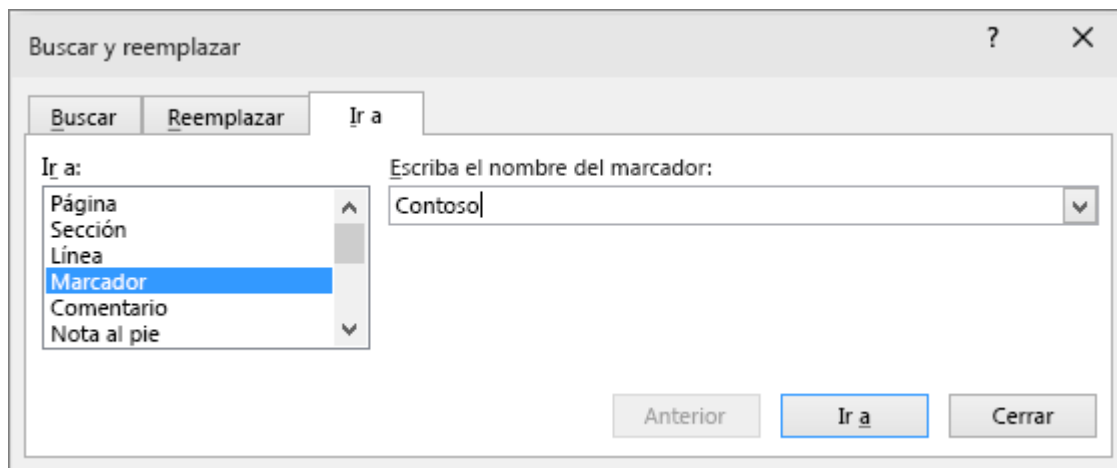 Buscar y reemplazar
?
Buscar
Reemplazar
Ir a
Ir a:
Página
Sección
Línea
Marcador
Comentario
Nota al pie
Escriba el nombre del marcador:
Contoso
Anterior
Ir a
Cerrar